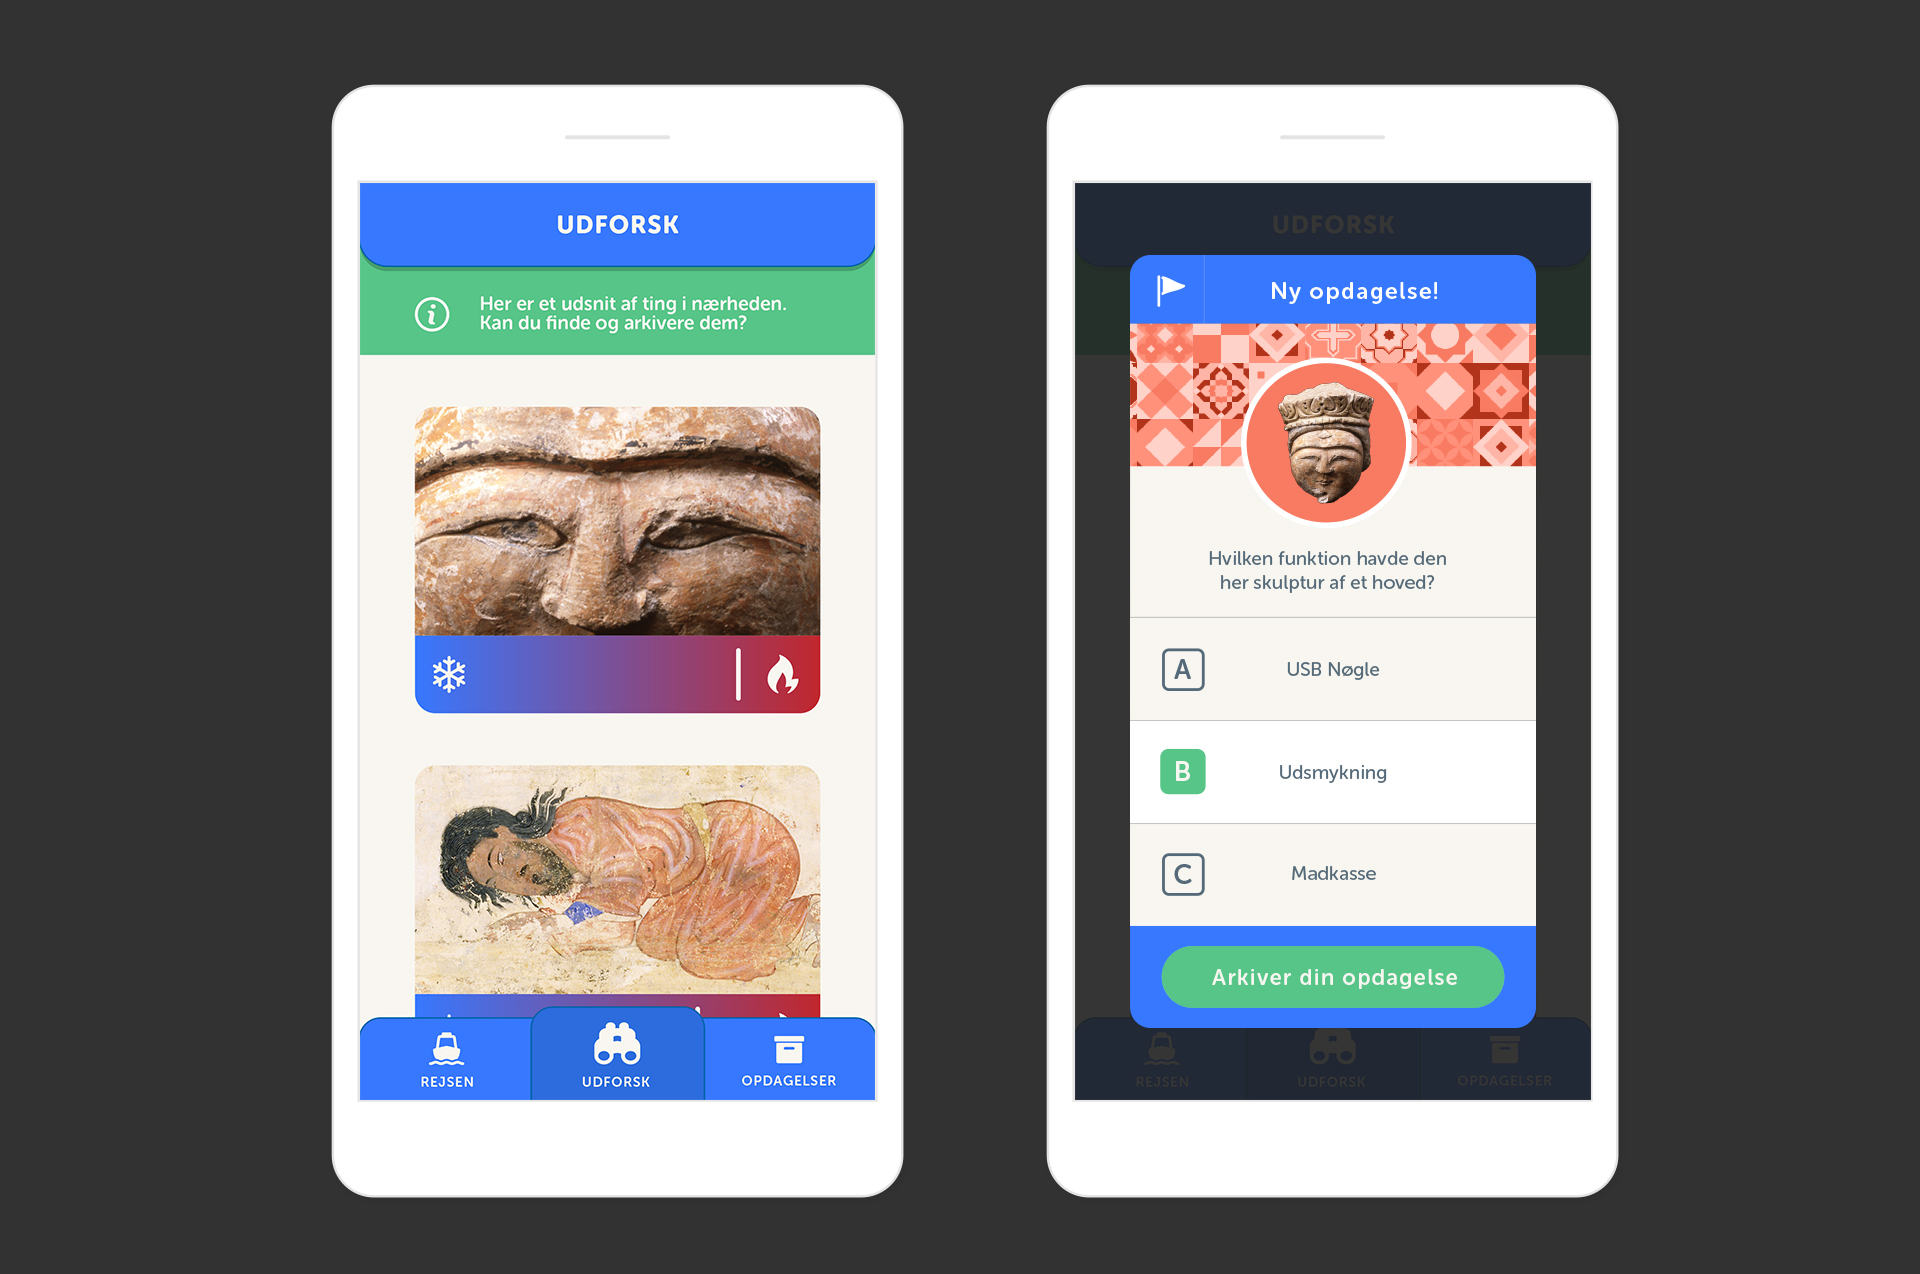 UDFORSK
Her er et udsnit af ting i nærheden.
Kan du finde og arkivere dem?
REJSEN
UDFORSK
OPDAGELSER
UDFORSK
Ny opdagelse!
Hvilken funktion havde den
her skulptur af et hoved?
A USB Nøgle
B Udsmykning
C Madkasse
Arkiver din opdagelse
REJSEN
UDFORSK
OPDAGELSER